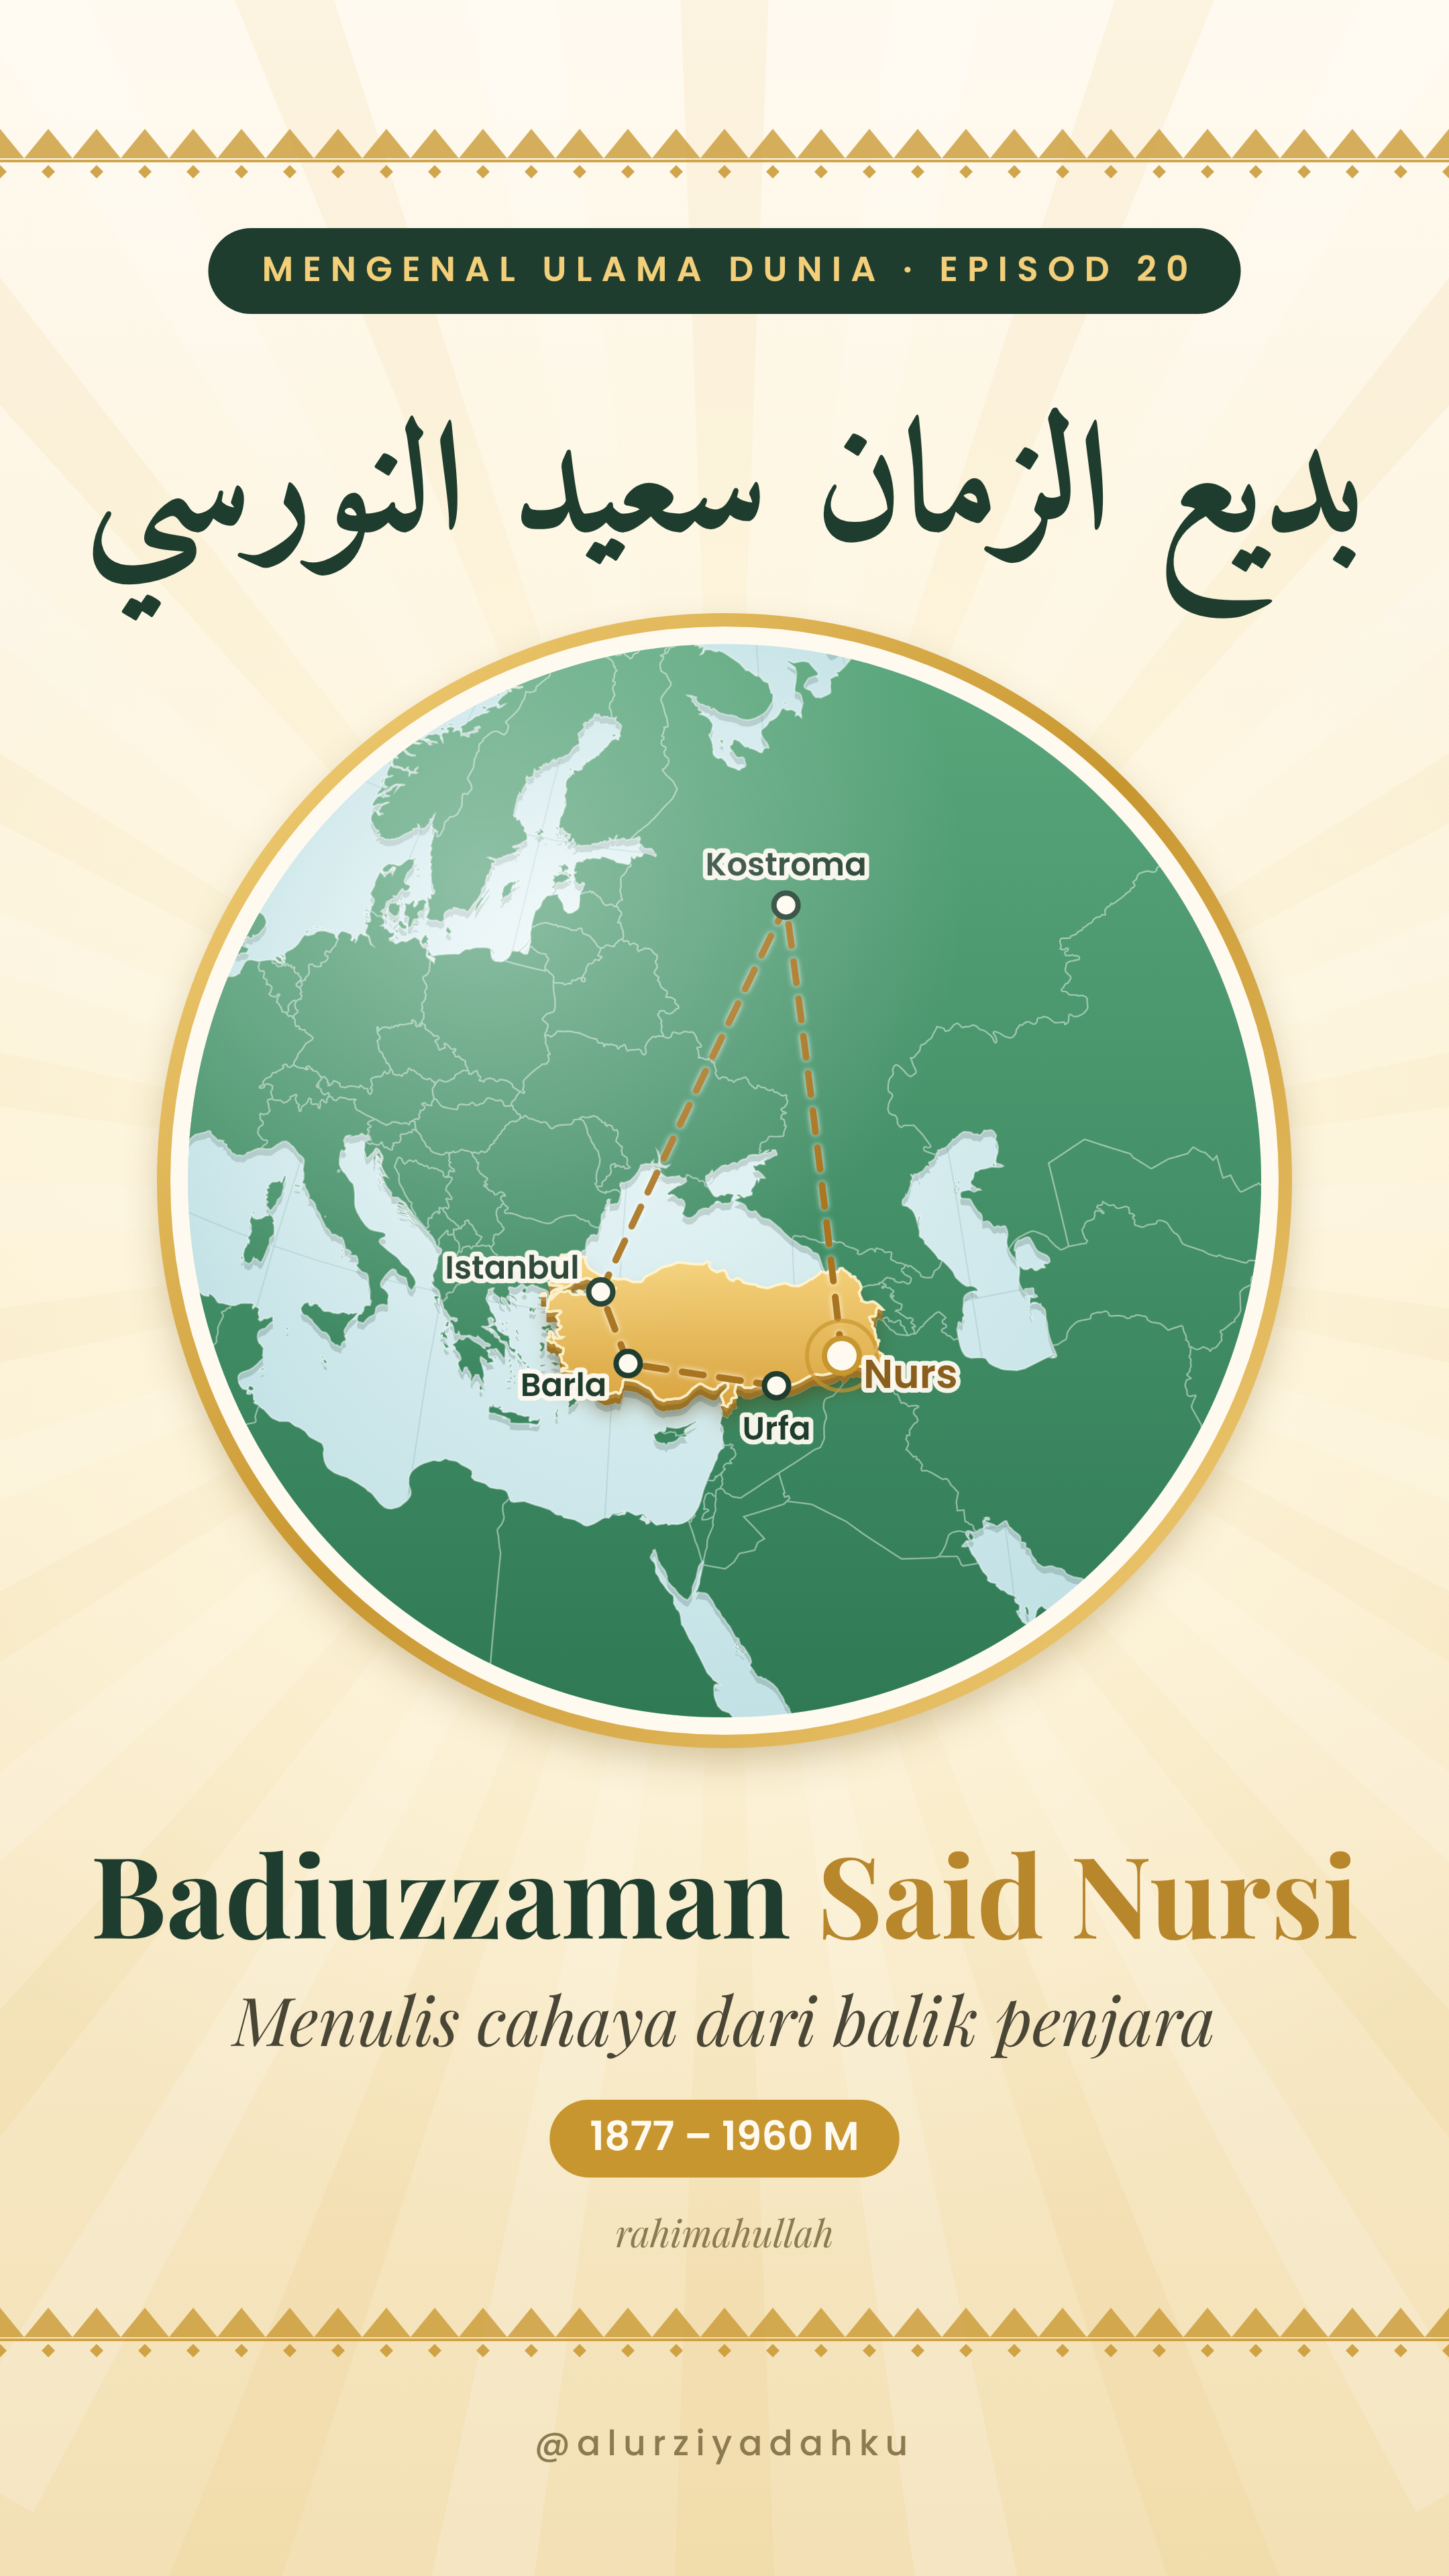 MENGENAL ULAMA DUNIA · EPISOD 20
بديع الزمان سعيد النورسي
Kostroma
Istanbul
Barla
Nurs
Urfa
Badiuzzaman Said Nursi
Menulis cahaya dari balik penjara
1877 – 1960 M
rahimahullah
@alurziyadahku